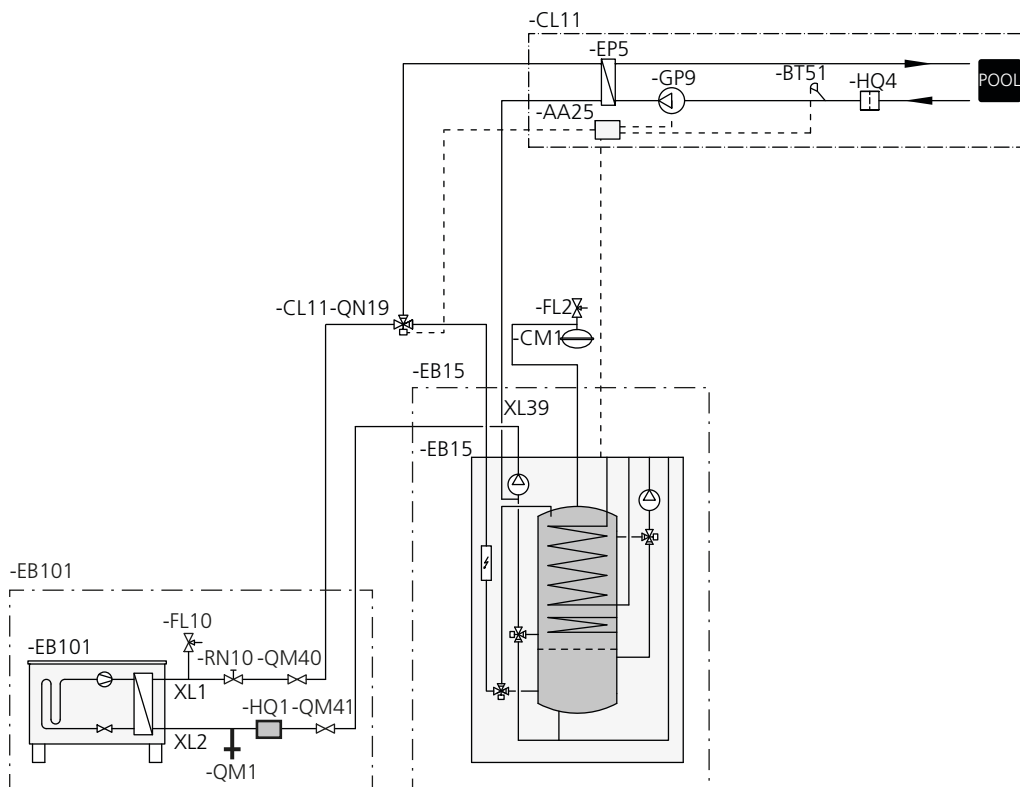 -CL11
-EP5
-GP9
-BT51
-HQ4
POOL
-AA25
-CL11-QN19
-FL2
-CM1
-EB15
XL39
-EB15
-EB101
-FL10
-EB101
-RN10 -QM40
XL1
-HQ1 -QM41
XL2
-QM1